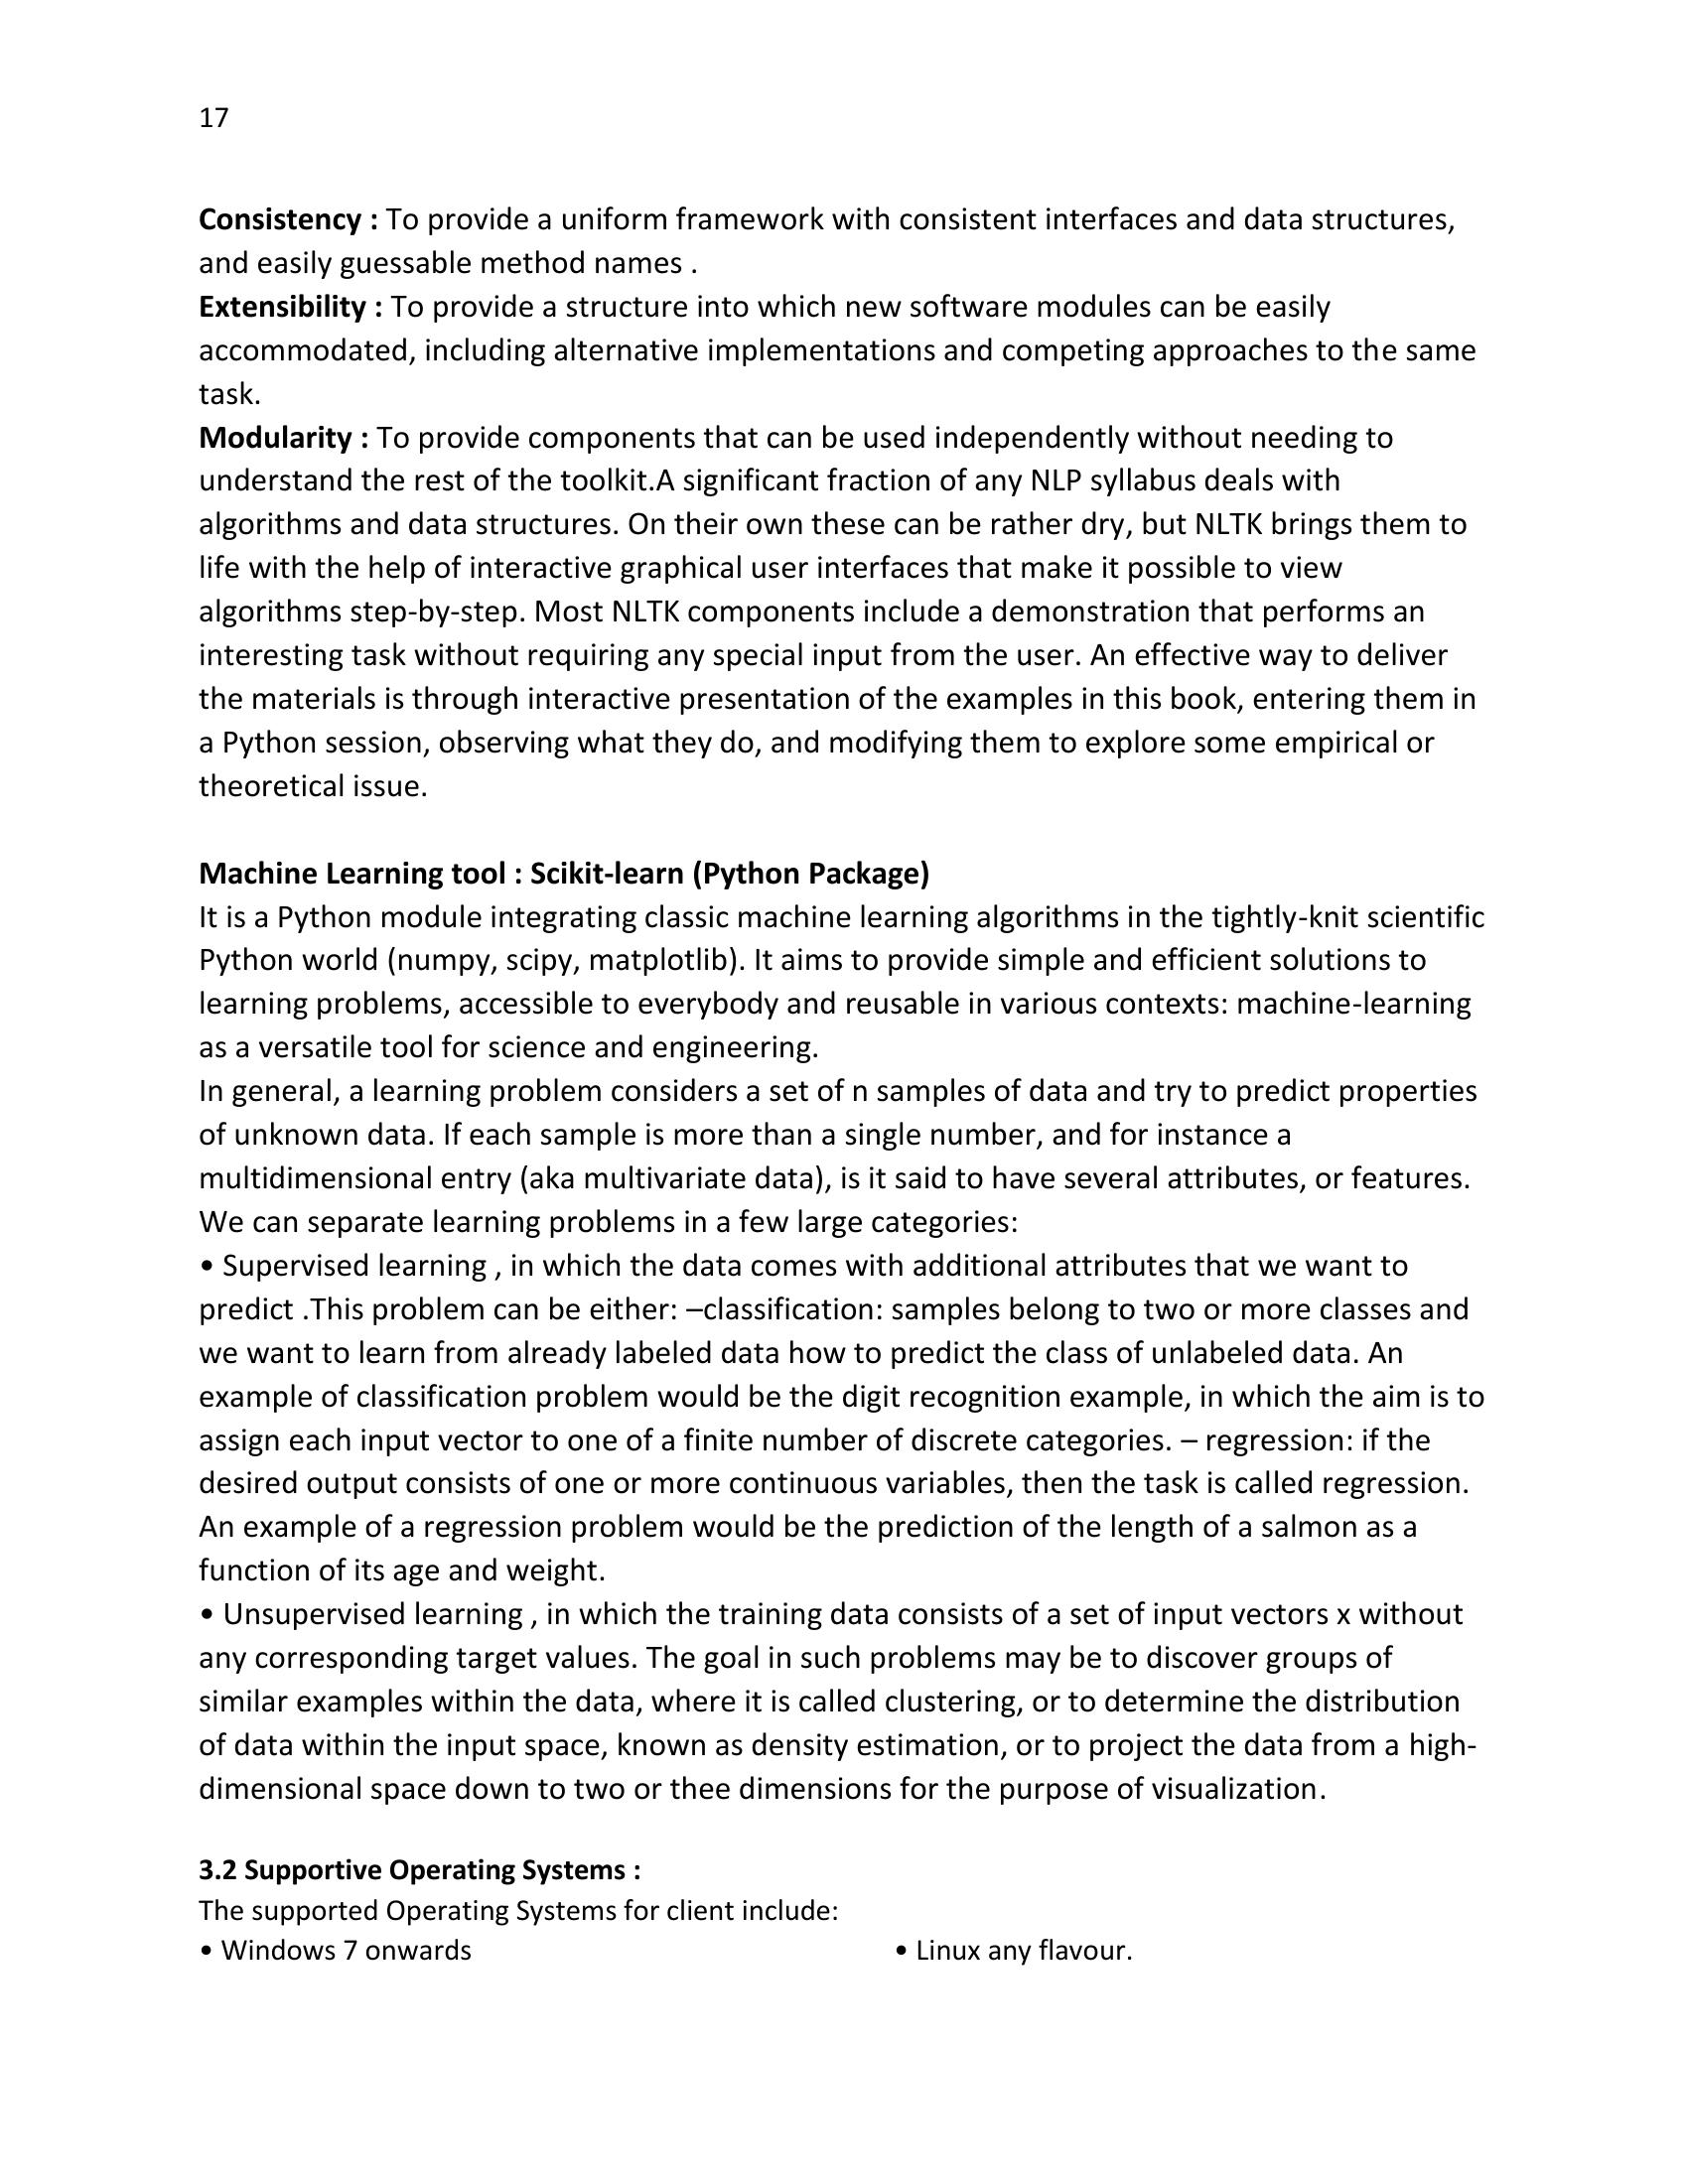 17
Consistency : To provide a uniform framework with consistent interfaces and data structures,
and easily guessable method names .
Extensibility : To provide a structure into which new software modules can be easily
accommodated, including alternative implementations and competing approaches to the same
task.
Modularity : To provide components that can be used independently without needing to
understand the rest of the toolkit.A significant fraction of any NLP syllabus deals with
algorithms and data structures. On their own these can be rather dry, but NLTK brings them to
life with the help of interactive graphical user interfaces that make it possible to view
algorithms step-by-step. Most NLTK components include a demonstration that performs an
interesting task without requiring any special input from the user. An effective way to deliver
the materials is through interactive presentation of the examples in this book, entering them in
a Python session, observing what they do, and modifying them to explore some empirical or
theoretical issue.
Machine Learning tool : Scikit-learn (Python Package)
It is a Python module integrating classic machine learning algorithms in the tightly-knit scientific
Python world (numpy, scipy, matplotlib). It aims to provide simple and efficient solutions to
learning problems, accessible to everybody and reusable in various contexts: machine-learning
as a versatile tool for science and engineering.
In general, a learning problem considers a set of n samples of data and try to predict properties
of unknown data. If each sample is more than a single number, and for instance a
multidimensional entry (aka multivariate data), is it said to have several attributes, or features.
We can separate learning problems in a few large categories:
• Supervised learning , in which the data comes with additional attributes that we want to
predict .This problem can be either: –classification: samples belong to two or more classes and
we want to learn from already labeled data how to predict the class of unlabeled data. An
example of classification problem would be the digit recognition example, in which the aim is to
assign each input vector to one of a finite number of discrete categories. – regression: if the
desired output consists of one or more continuous variables, then the task is called regression.
An example of a regression problem would be the prediction of the length of a salmon as a
function of its age and weight.
• Unsupervised learning , in which the training data consists of a set of input vectors x without
any corresponding target values. The goal in such problems may be to discover groups of
similar examples within the data, where it is called clustering, or to determine the distribution
of data within the input space, known as density estimation, or to project the data from a high-
dimensional space down to two or thee dimensions for the purpose of visualization.
3.2 Supportive Operating Systems :
The supported Operating Systems for client include:
• Windows 7 onwards • Linux any flavour.